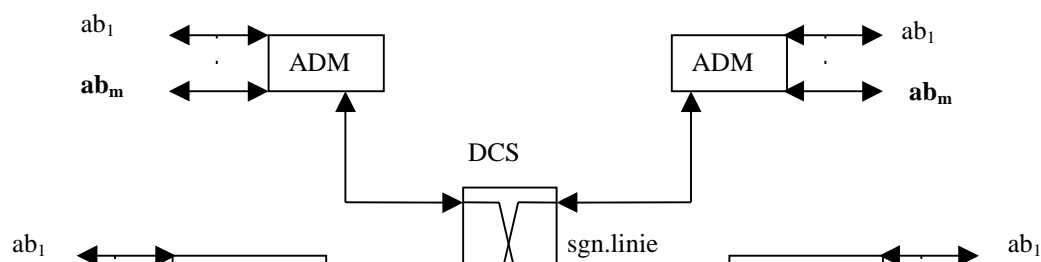 ab₁ ab₁
ADM ADM
abₘ abₘ
DCS
sgn.linie
ab₁ ab₁